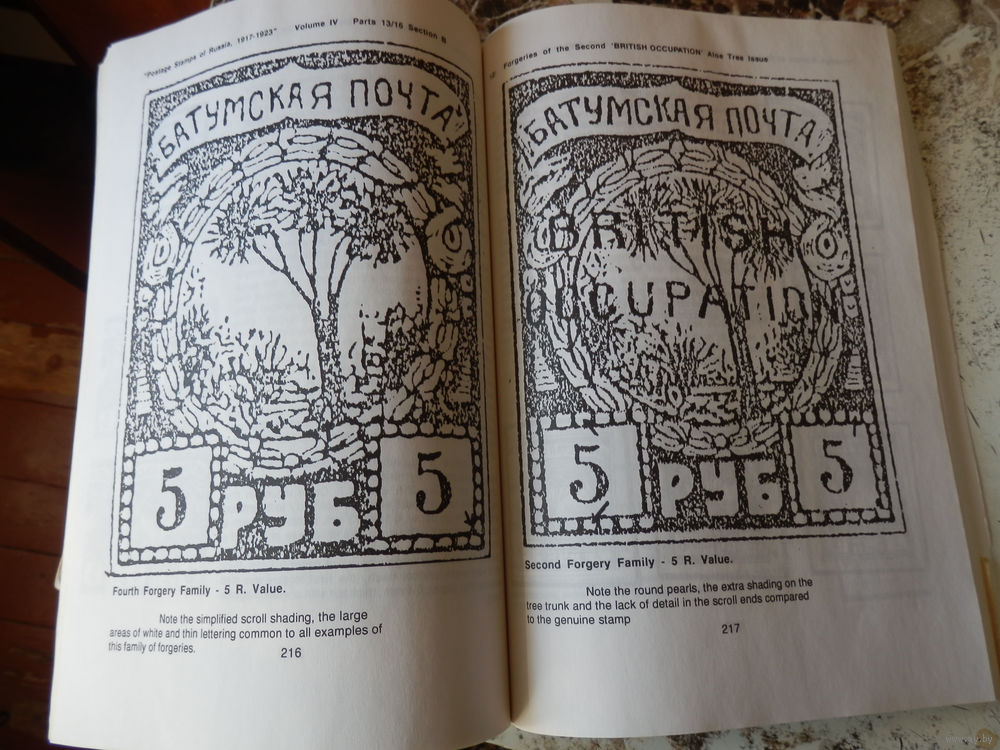 "Postage Stamps of Russia, 1917-1923" Volume IV Parts 13/16 Section B
БАТУМСКАЯ ПОЧТА
5 РУБ 5
Fourth Forgery Family - 5 R. Value.
Note the simplified scroll shading, the large
areas of white and thin lettering common to all examples of
this family of forgeries.
216
Forgeries of the Second 'BRITISH OCCUPATION' Aloe Tree Issue
БАТУМСКАЯ ПОЧТА
BRITISH
OCCUPATION
5 РУБ 5
Second Forgery Family - 5 R. Value.
Note the round pearls, the extra shading on the
tree trunk and the lack of detail in the scroll ends compared
to the genuine stamp
217